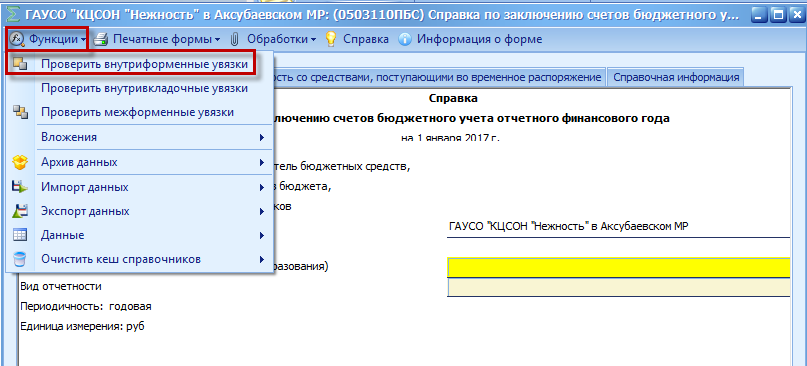 ГАУСО "КЦСОН "Нежность" в Аксубаевском МР: (0503110ПБС) Справка по заключению счетов бюджетного у...
Функции Печатные формы Обработки Справка Информация о форме
Проверить внутриформенные увязки
Проверить внутривкладочные увязки
Проверить межформенные увязки
Вложения
Архив данных
Импорт данных
Экспорт данных
Данные
Очистить кеш справочников
ость со средствами, поступающими во временное распоряжение Справочная информация
Справка
ключению счетов бюджетного учета отчетного финансового года
на 1 января 2017 г.
тель бюджетных средств,
в бюджета,
ков
ГАУСО "КЦСОН "Нежность" в Аксубаевском МР
разования)
Вид отчетности
Периодичность: годовая
Единица измерения: руб